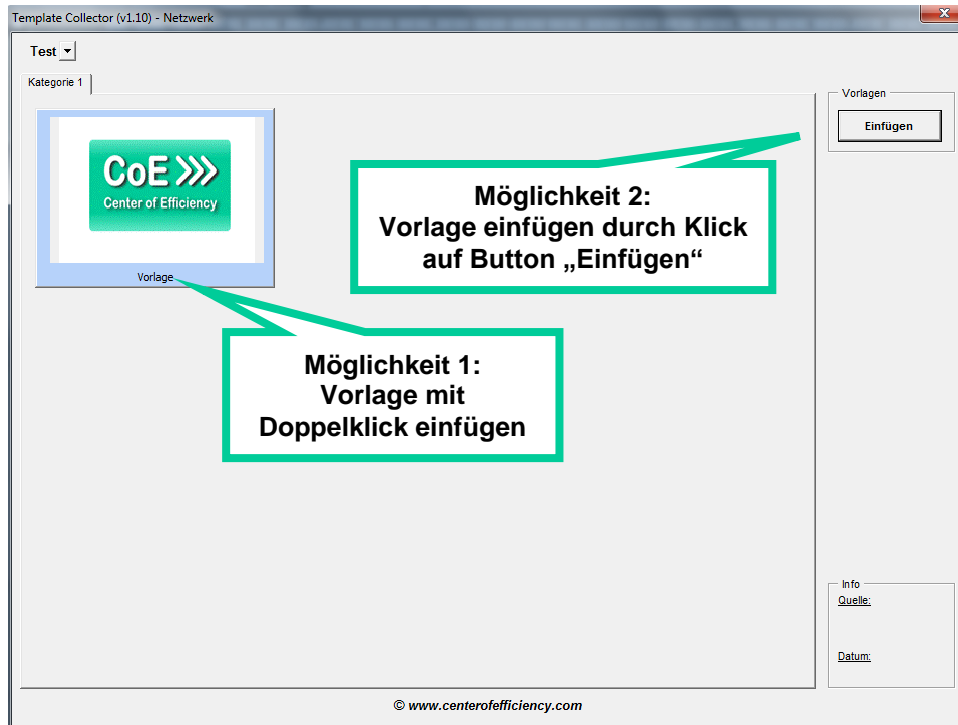 Template Collector (v1.10) - Netzwerk
x
Test
Kategorie 1
Vorlagen
Einfügen
CoE >>>
Center of Efficiency
Vorlage
Möglichkeit 2:
Vorlage einfügen durch Klick
auf Button „Einfügen“
Möglichkeit 1:
Vorlage mit
Doppelklick einfügen
Info
Quelle:
Datum:
© www.centerofefficiency.com